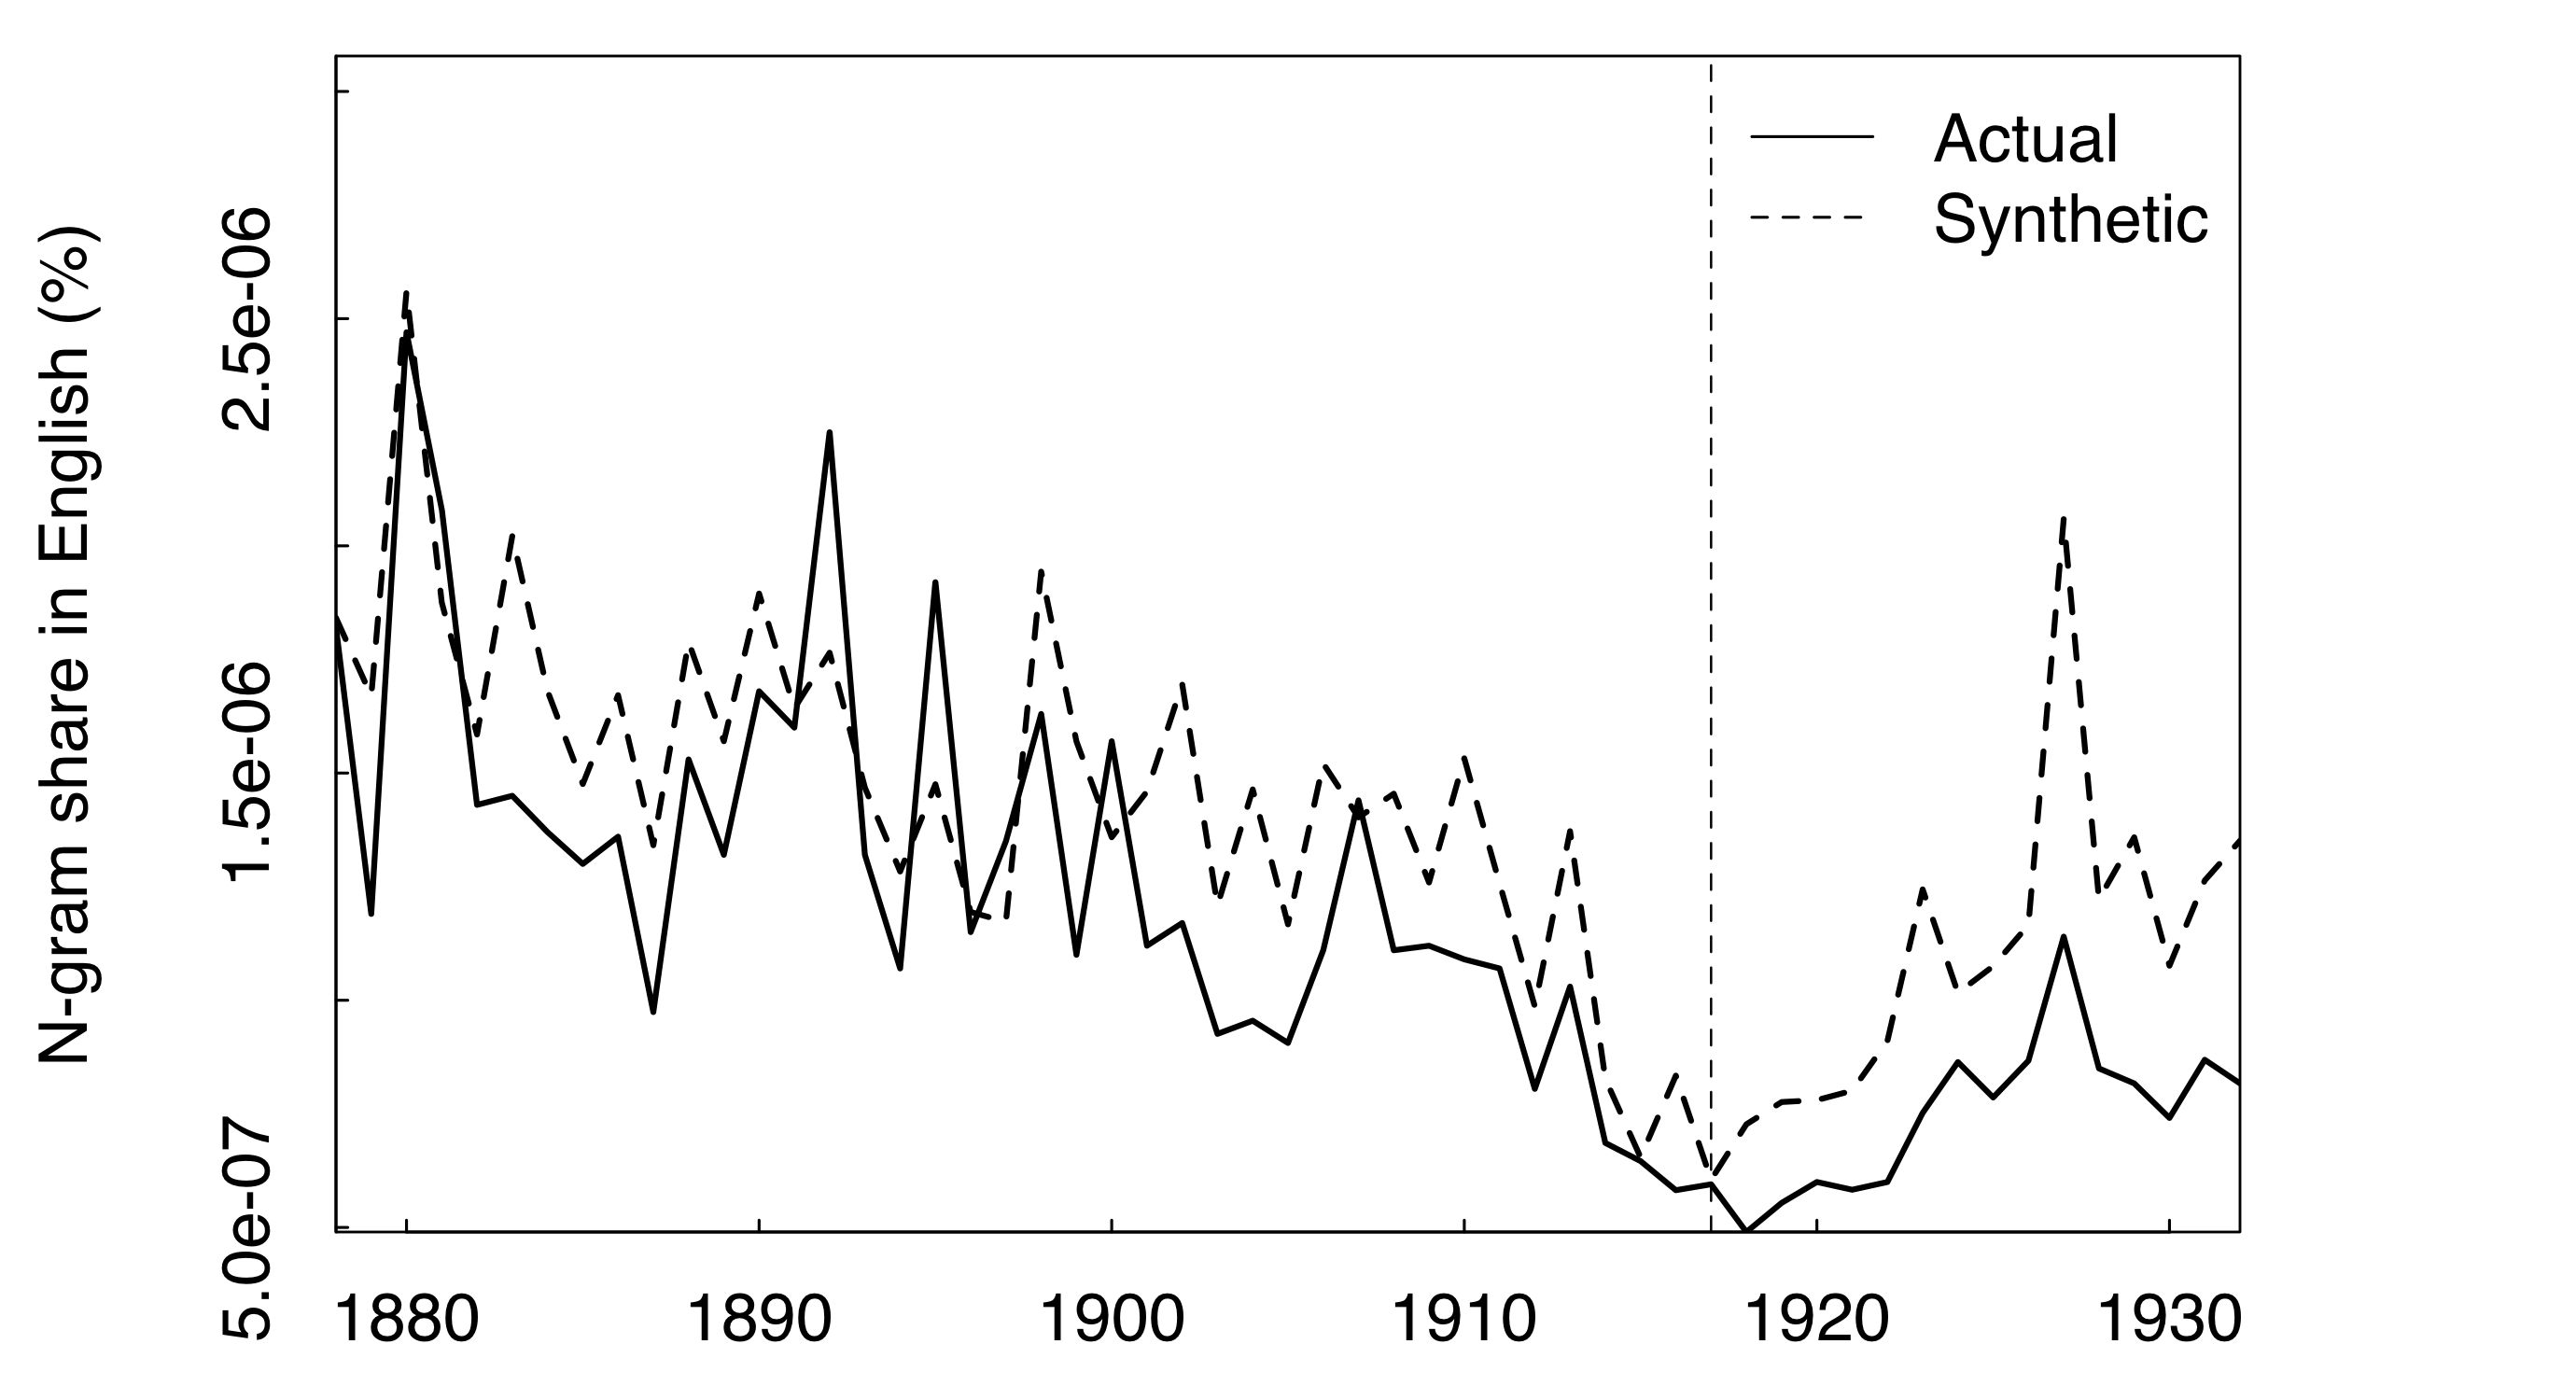 N-gram share in English (%)
2.5e-06
1.5e-06
5.0e-07
Actual
Synthetic
1880 1890 1900 1910 1920 1930